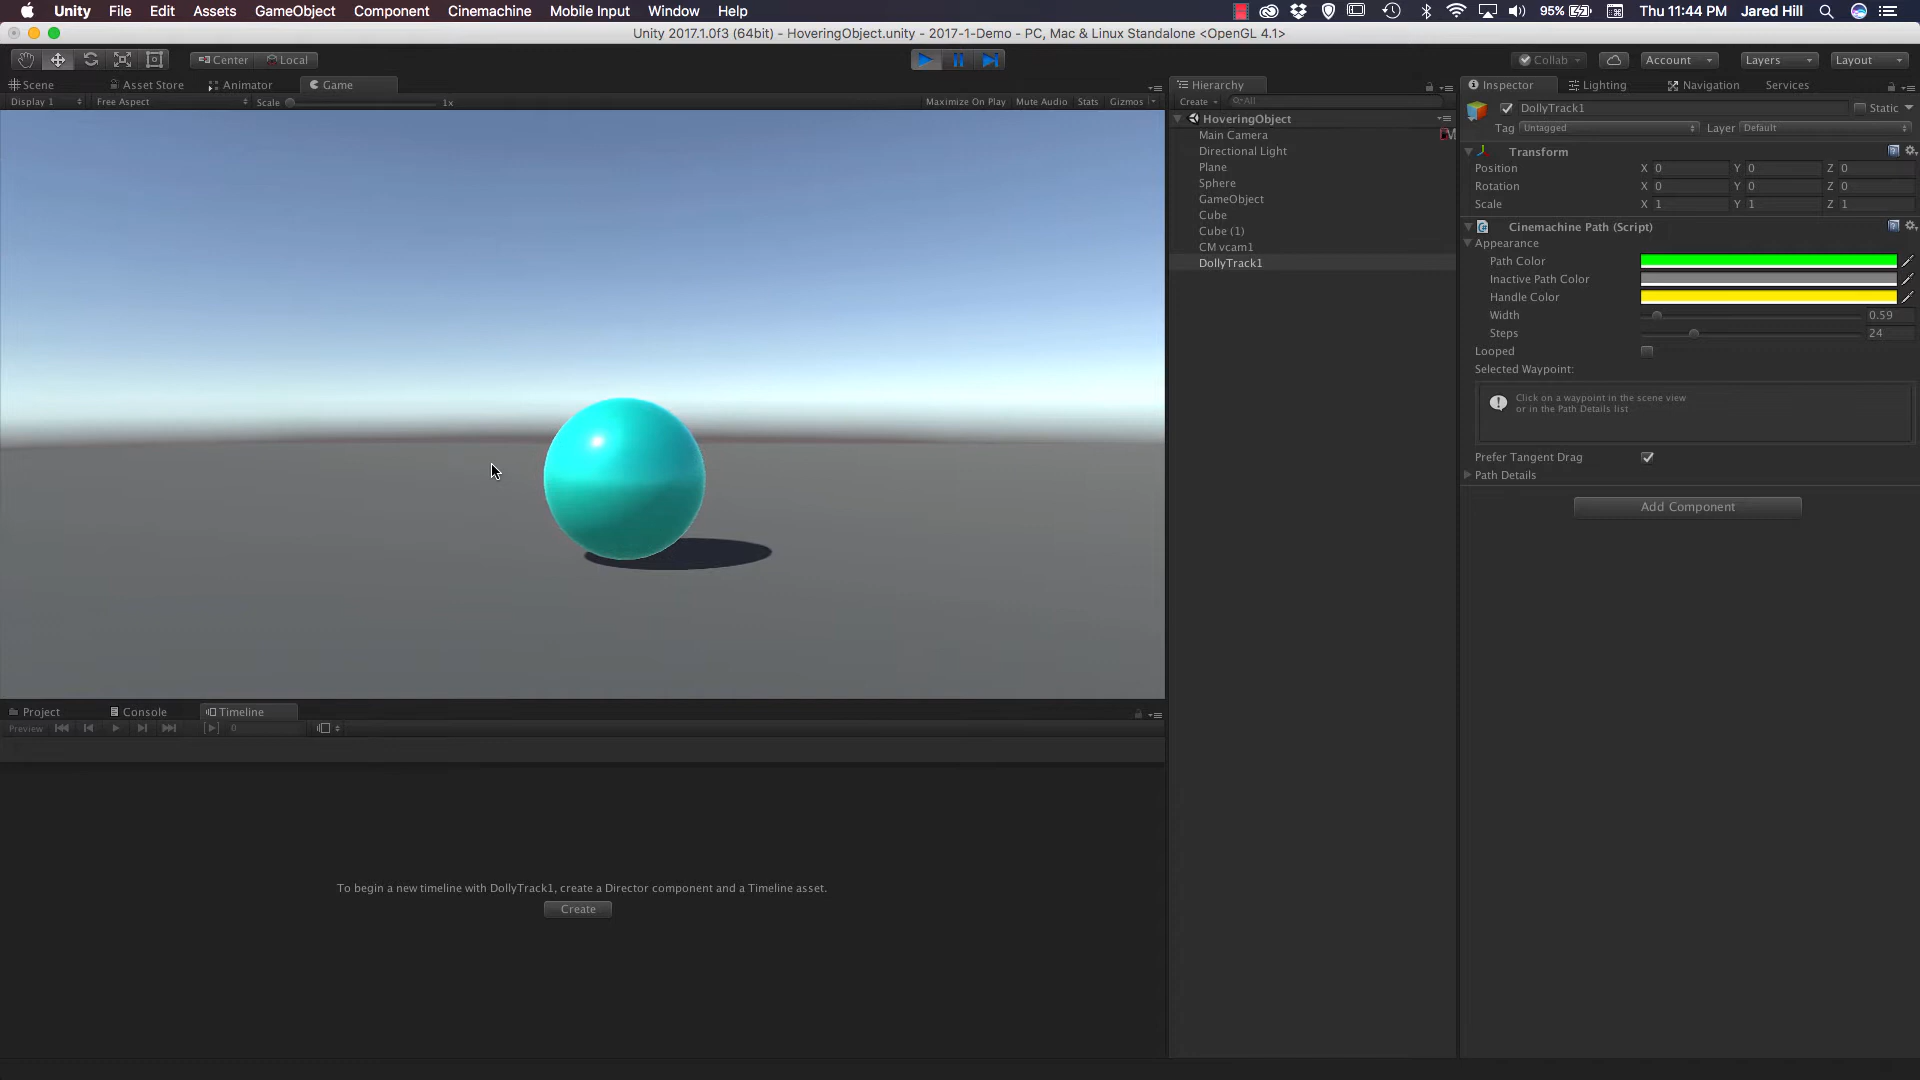 Unity File Edit Assets GameObject Component Cinemachine Mobile Input Window Help 95% Thu 11:44 PM Jared Hill
Unity 2017.1.0f3 (64bit) - HoveringObject.unity - 2017-1-Demo - PC, Mac & Linux Standalone <OpenGL 4.1>
Center Local Collab Account Layers Layout
Scene Asset Store Animator Game
Display 1 Free Aspect Scale 1x Maximize On Play Mute Audio Stats Gizmos
Hierarchy
Create All
HoveringObject
Main Camera
Directional Light
Plane
Sphere
GameObject
Cube
Cube (1)
CM vcam1
DollyTrack1
Inspector Lighting Navigation Services
DollyTrack1 Static
Tag Untagged Layer Default
Transform
Position X 0 Y 0 Z 0
Rotation X 0 Y 0 Z 0
Scale X 1 Y 1 Z 1
Cinemachine Path (Script)
Appearance
Path Color
Inactive Path Color
Handle Color
Width 0.59
Steps 24
Looped
Selected Waypoint:
Click on a waypoint in the scene view
or in the Path Details list
Prefer Tangent Drag
Path Details
Add Component
Project Console Timeline
Preview 0
To begin a new timeline with DollyTrack1, create a Director component and a Timeline asset.
Create